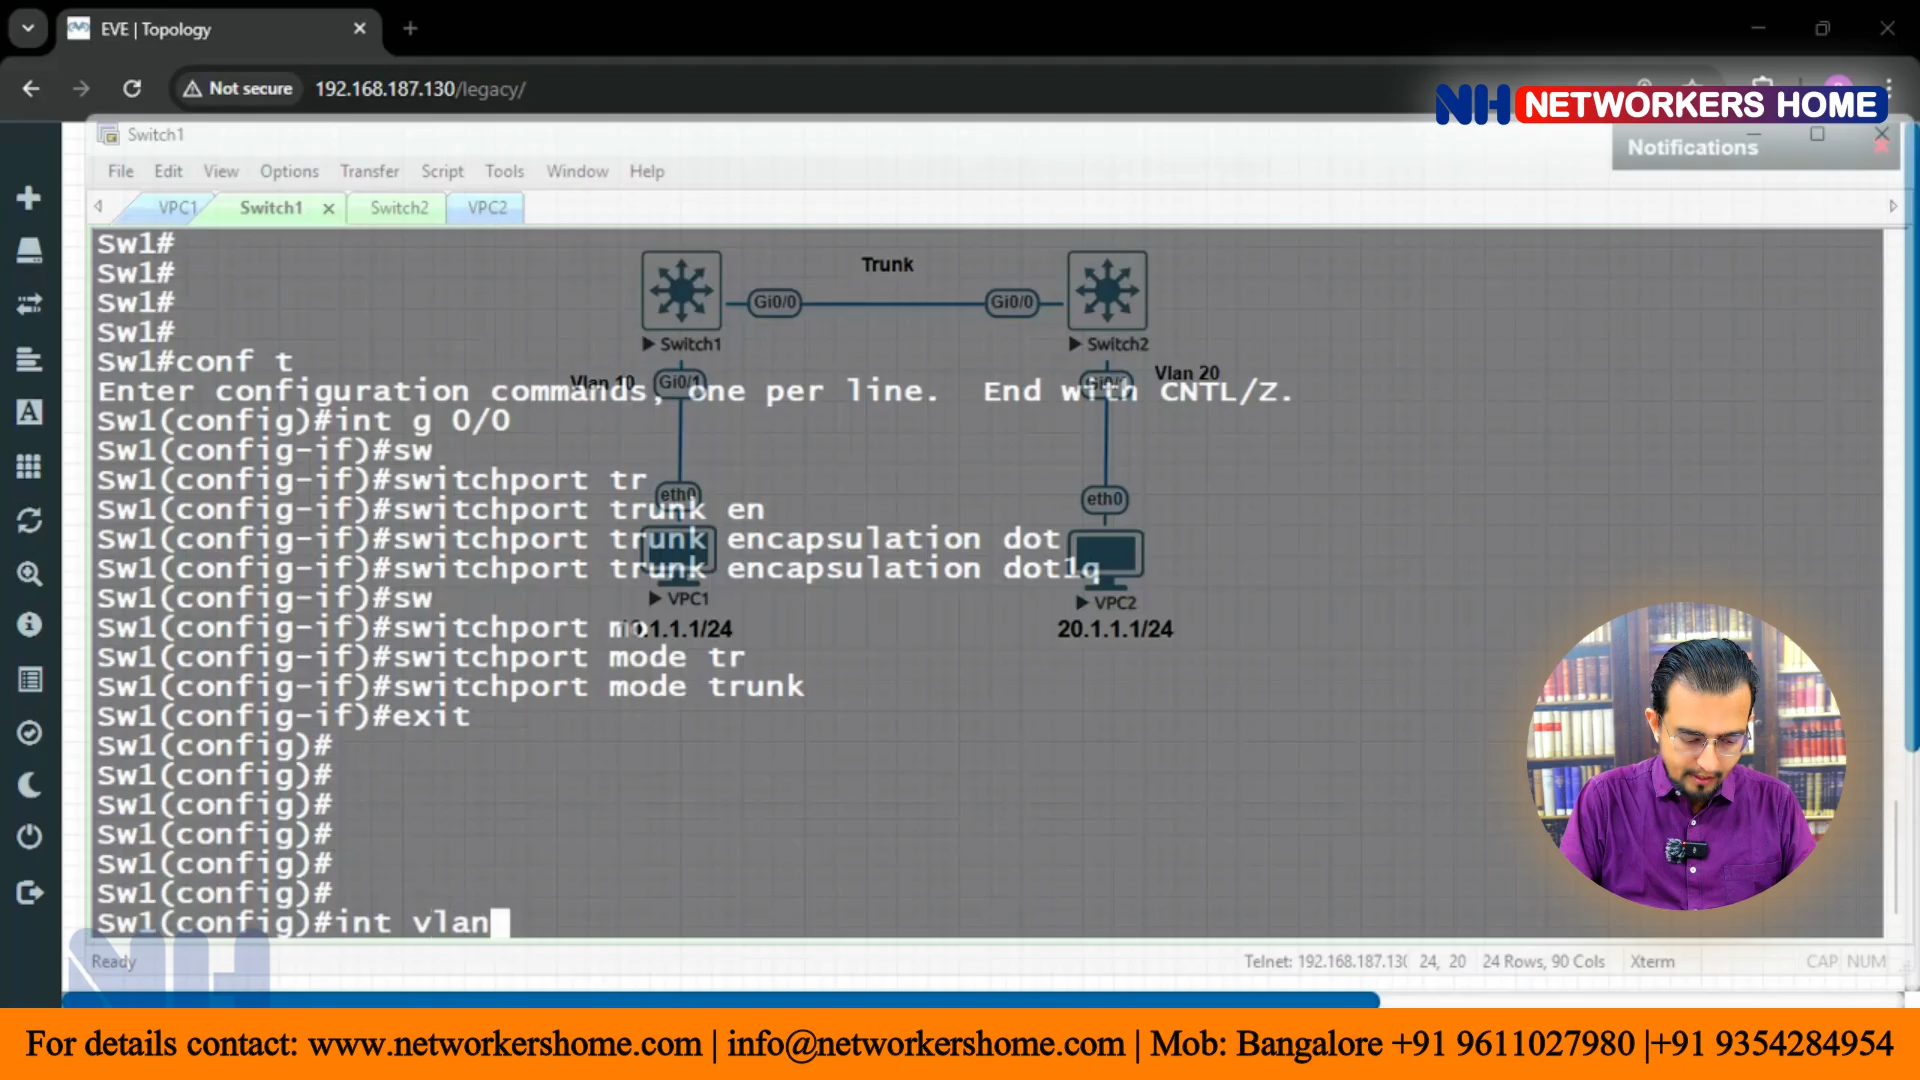 EVE | Topology
Not secure 192.168.187.130/legacy/
NH NETWORKERS HOME
Switch1
Notifications
File Edit View Options Transfer Script Tools Window Help
VPC1 Switch1 Switch2 VPC2
Sw1#
Sw1#
Sw1#
Sw1#
Sw1#conf t
Enter configuration commands, one per line. End with CNTL/Z.
Sw1(config)#int g 0/0
Sw1(config-if)#sw
Sw1(config-if)#switchport tr
Sw1(config-if)#switchport trunk en
Sw1(config-if)#switchport trunk encapsulation dot
Sw1(config-if)#switchport trunk encapsulation dot1q
Sw1(config-if)#sw
Sw1(config-if)#switchport mo
Sw1(config-if)#switchport mode tr
Sw1(config-if)#switchport mode trunk
Sw1(config-if)#exit
Sw1(config)#
Sw1(config)#
Sw1(config)#
Sw1(config)#
Sw1(config)#
Sw1(config)#
Sw1(config)#int vlan
Trunk
Gi0/0 Gi0/0
Switch1 Switch2
Vlan 10 Gi0/1 Vlan 20
eth0 eth0
VPC1 VPC2
.1.1.1/24 20.1.1.1/24
NH
Ready Telnet: 192.168.187.13 24, 20 24 Rows, 90 Cols Xterm CAP NUM
For details contact: www.networkershome.com | info@networkershome.com | Mob: Bangalore +91 9611027980 |+91 9354284954